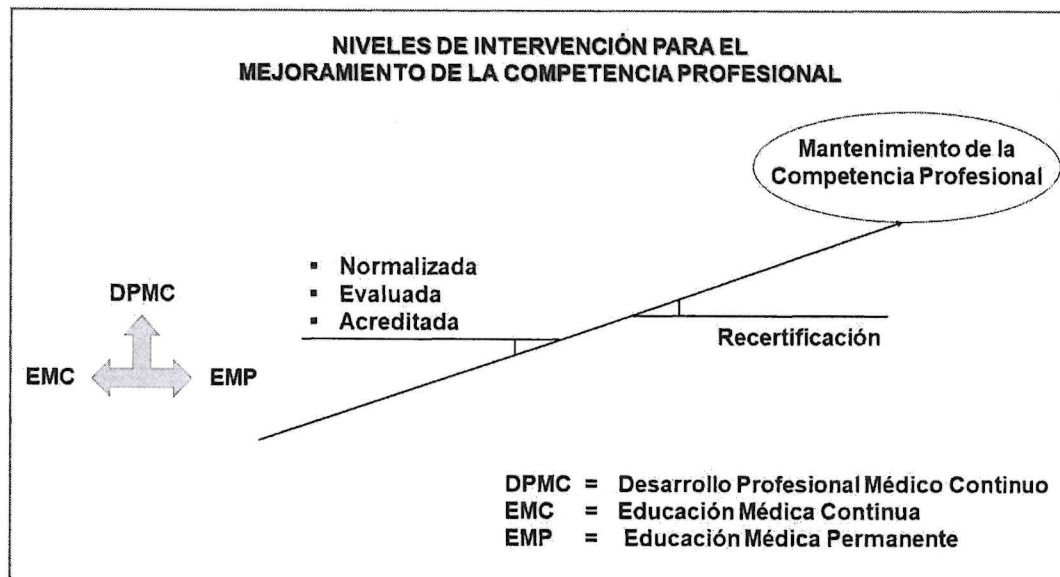 NIVELES DE INTERVENCIÓN PARA EL
MEJORAMIENTO DE LA COMPETENCIA PROFESIONAL
Mantenimiento de la
Competencia Profesional
▪ Normalizada
▪ Evaluada
▪ Acreditada
DPMC
EMC
EMP
Recertificación
DPMC = Desarrollo Profesional Médico Continuo
EMC = Educación Médica Continua
EMP = Educación Médica Permanente